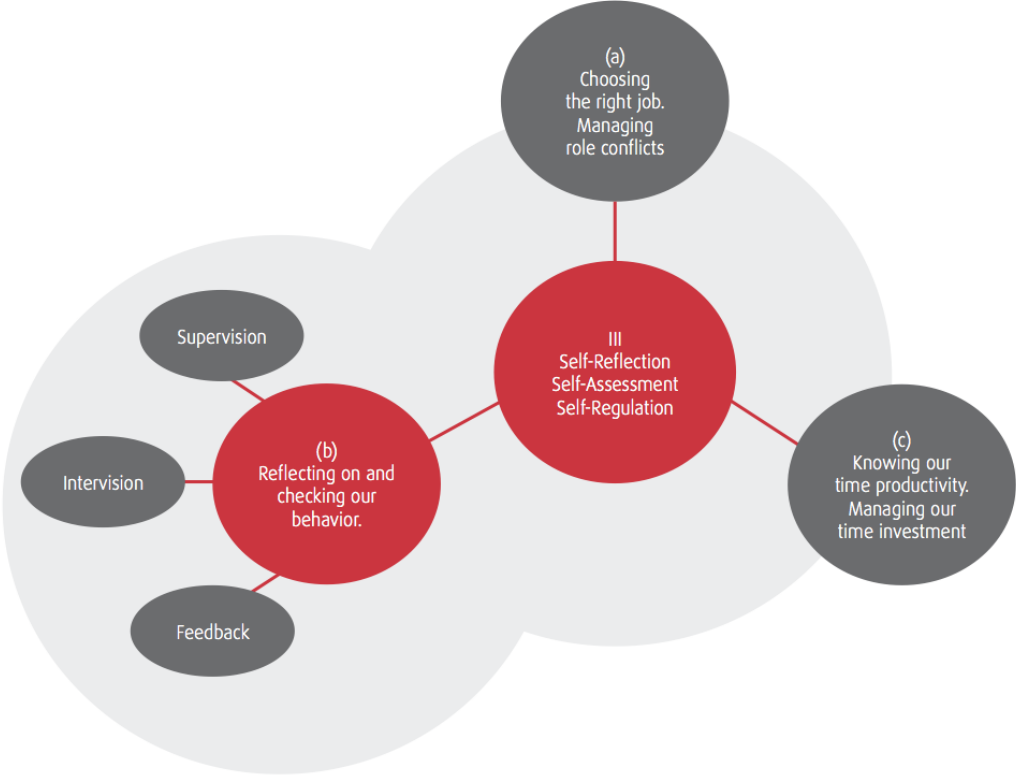 (a)
Choosing
the right job.
Managing
role conflicts
III
Self-Reflection
Self-Assessment
Self-Regulation
Supervision
Intervision
Feedback
(b)
Reflecting on and
checking our
behavior.
(c)
Knowing our
time productivity.
Managing our
time investment